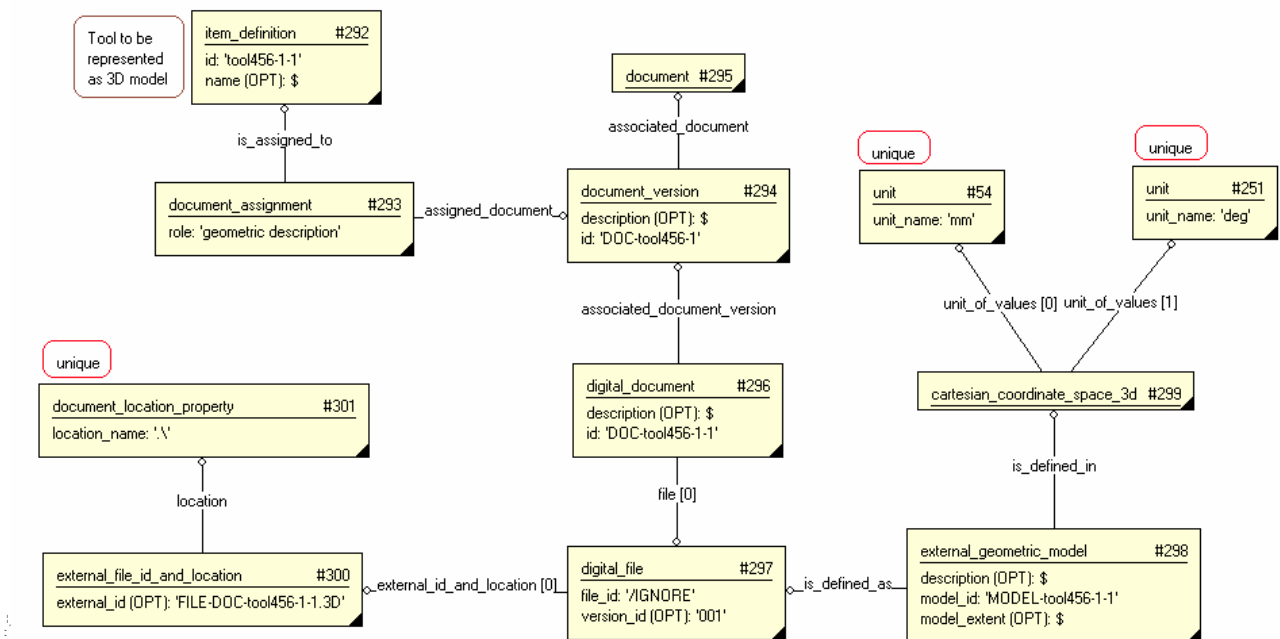 Tool to be
represented
as 3D model
item_definition #292
id: 'tool456-1-1'
name (OPT): $
document #295
is_assigned_to
associated_document
unique
unique
document_assignment #293
role: 'geometric description'
assigned_document
document_version #294
description (OPT): $
id: 'DOC-tool456-1'
unit #54
unit_name: 'mm'
unit #251
unit_name: 'deg'
associated_document_version
unit_of_values [0] unit_of_values [1]
unique
document_location_property #301
location_name: '.\'
digital_document #296
description (OPT): $
id: 'DOC-tool456-1-1'
cartesian_coordinate_space_3d #299
location
file [0]
is_defined_in
external_file_id_and_location #300
external_id (OPT): 'FILE-DOC-tool456-1-1.3D'
external_id_and_location [0]
digital_file #297
file_id: '/IGNORE'
version_id (OPT): '001'
is_defined_as
external_geometric_model #298
description (OPT): $
model_id: 'MODEL-tool456-1-1'
model_extent (OPT): $